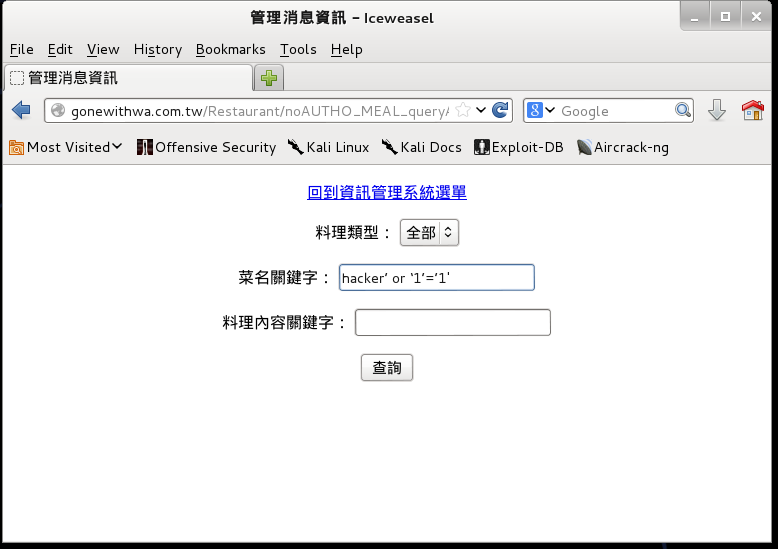 管理消息資訊 - Iceweasel
File Edit View History Bookmarks Tools Help
管理消息資訊
gonewithwa.com.tw/Restaurant/noAUTHO_MEAL_query Google
Most Visited Offensive Security Kali Linux Kali Docs Exploit-DB Aircrack-ng
回到資訊管理系統選單
料理類型： 全部
菜名關鍵字： hacker’ or ‘1’=‘1'
料理內容關鍵字：
查詢